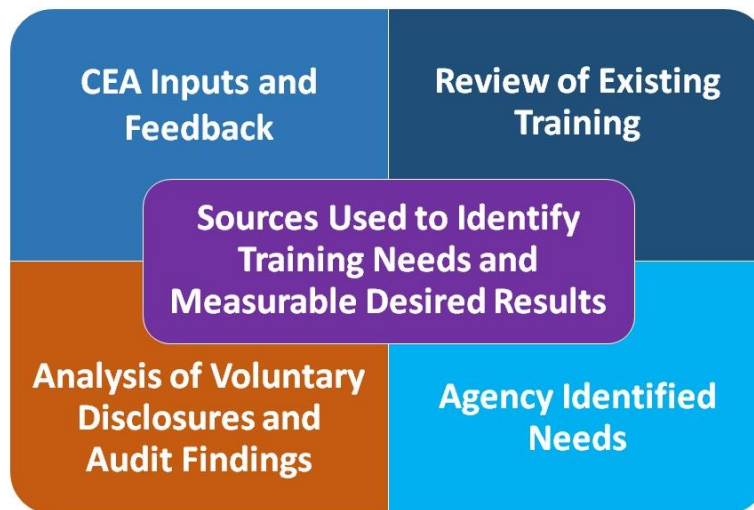 CEA Inputs and
Feedback
Review of Existing
Training
Sources Used to Identify
Training Needs and
Measurable Desired Results
Analysis of Voluntary
Disclosures and
Audit Findings
Agency Identified
Needs